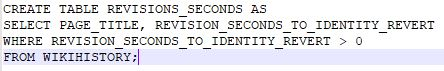 CREATE TABLE REVISIONS_SECONDS AS
SELECT PAGE_TITLE, REVISION_SECONDS_TO_IDENTITY_REVERT
WHERE REVISION_SECONDS_TO_IDENTITY_REVERT > 0
FROM WIKIHISTORY;